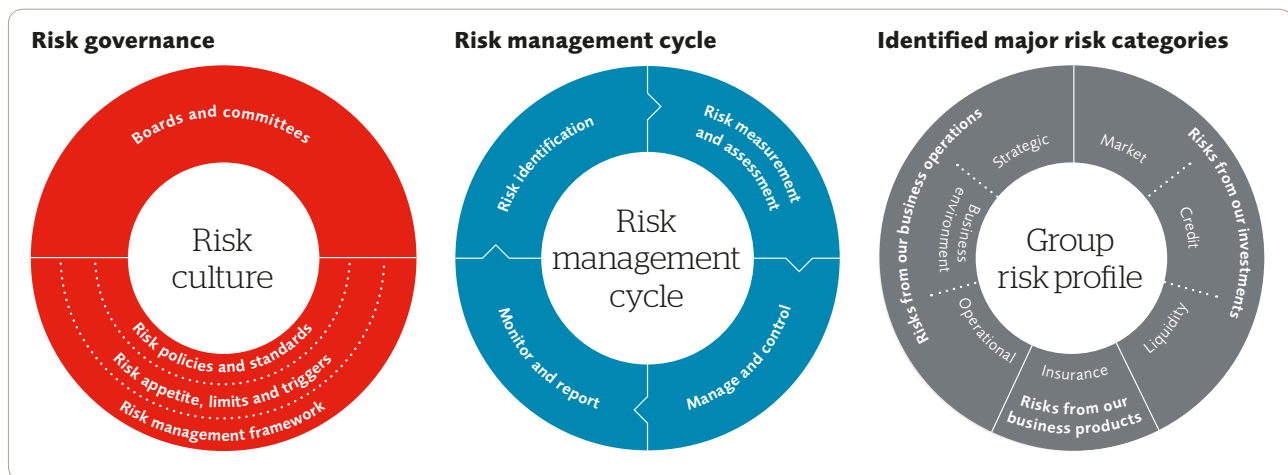 Risk governance
Boards and committees
Risk
culture
Risk policies and standards
Risk appetite, limits and triggers
Risk management framework
Risk management cycle
Risk identification
Risk measurement
and assessment
Risk
management
cycle
Monitor and report
Manage and control
Identified major risk categories
Risks from our business operations
Strategic
Business
environment
Operational
Market
Credit
Liquidity
Risks from our investments
Group
risk profile
Insurance
Risks from our
business products